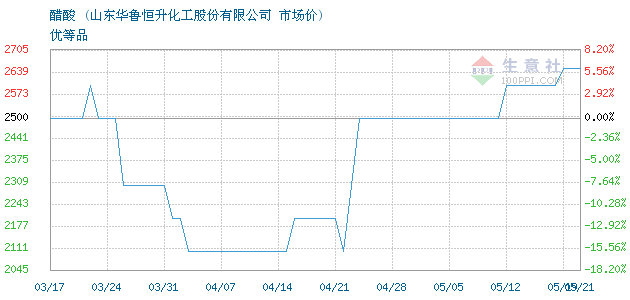 醋酸 (山东华鲁恒升化工股份有限公司 市场价)
优等品
2705 8.20%
2639 5.56%
2573 2.92%
2500 0.00%
2441 -2.36%
2375 -5.00%
2309 -7.64%
2243 -10.28%
2177 -12.92%
2111 -15.56%
2045 -18.20%
生意社
100PPI.COM
03/17 03/24 03/31 04/07 04/14 04/21 04/28 05/05 05/12 05/19 05/21